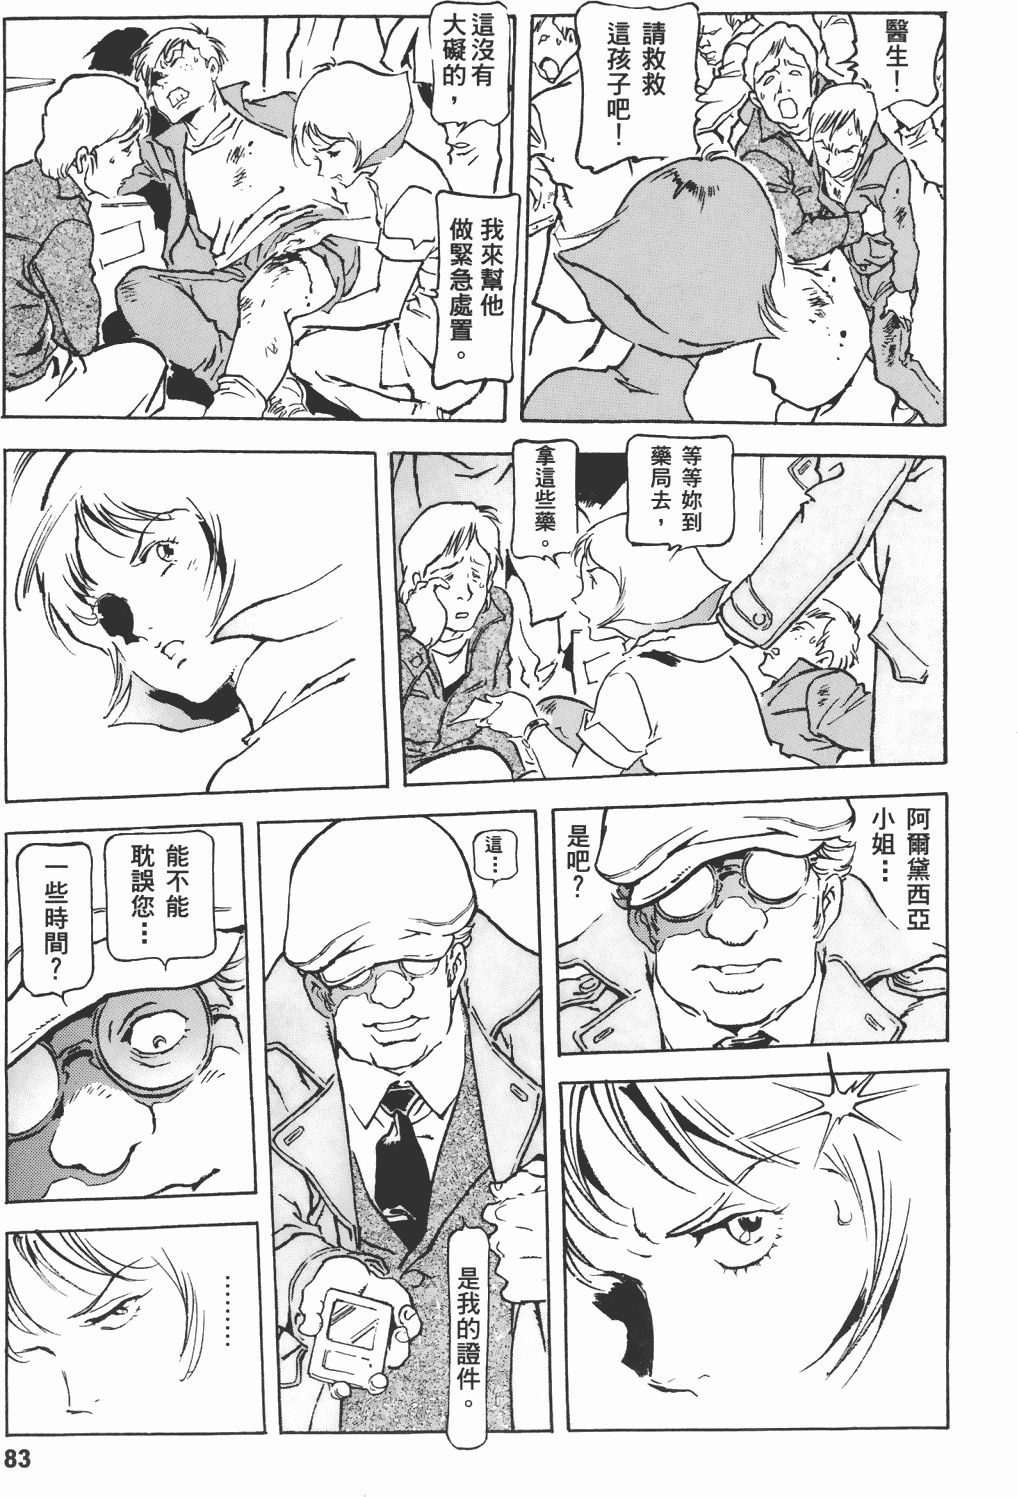 醫生！
請救救
這孩子吧！
這沒有
大礙的，
我來幫他
做緊急處置。
等等妳到
藥局去，
拿這些藥。
阿爾黛西亞
小姐…
是吧？
這…
是我的證件。
能不能
耽誤您…
一些時間？
………
83